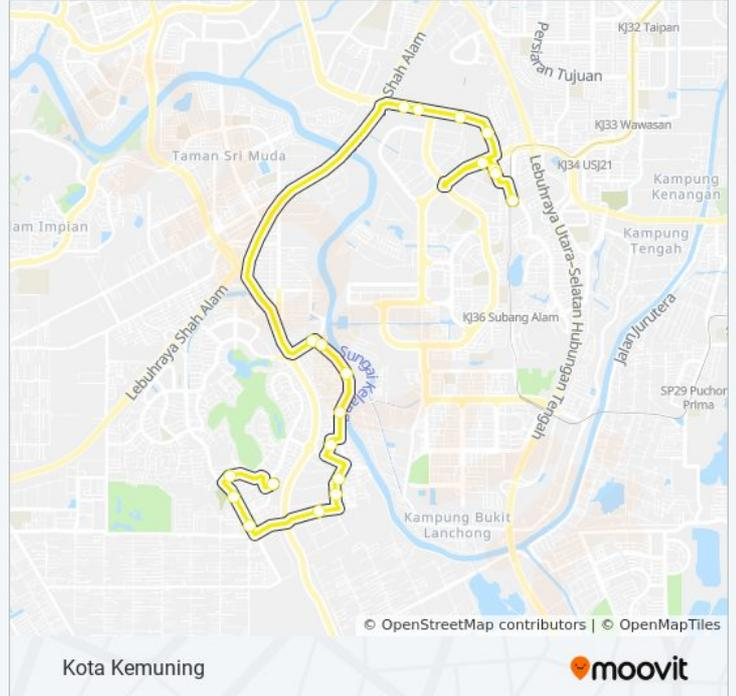 KJ32 Taipan
Shah Alam
Persiaran Tujuan
KJ33 Wawasan
Taman Sri Muda
KJ34 USJ21
Kampung
Kenangan
lam Impian
Kampung
Tengah
Lebuhraya Utara–Selatan Hubungan Tengah
Lebuhraya Shah Alam
KJ36 Subang Alam
Jalan Jurutera
Sungai Kelang
SP29 Puchor
Prima
Kampung Bukit
Lanchong
© OpenStreetMap contributors | © OpenMapTiles
Kota Kemuning
moovit